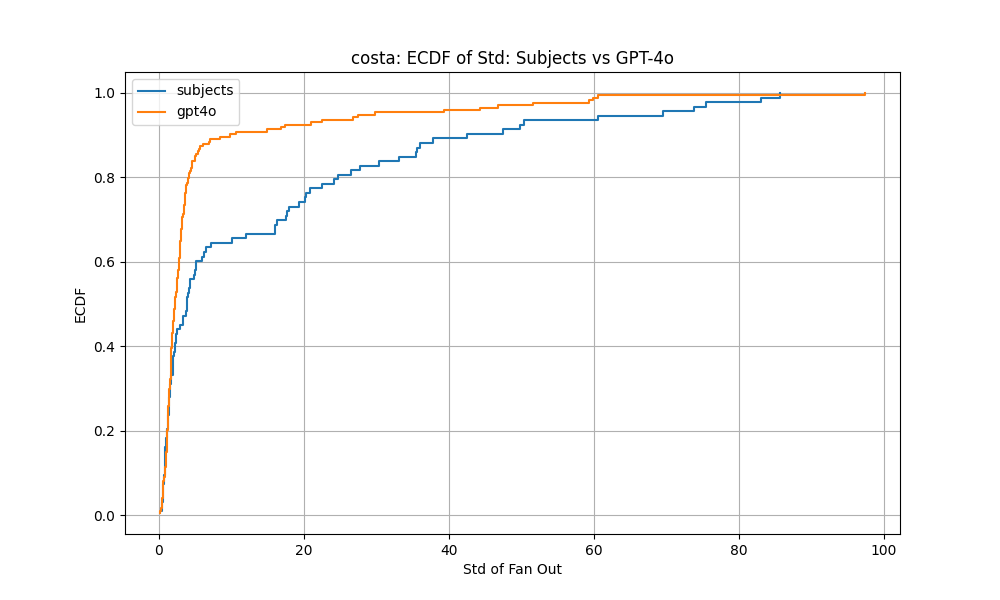 costa: ECDF of Std: Subjects vs GPT-4o
subjects
gpt4o
1.0
0.8
0.6
0.4
0.2
0.0
ECDF
0 20 40 60 80 100
Std of Fan Out